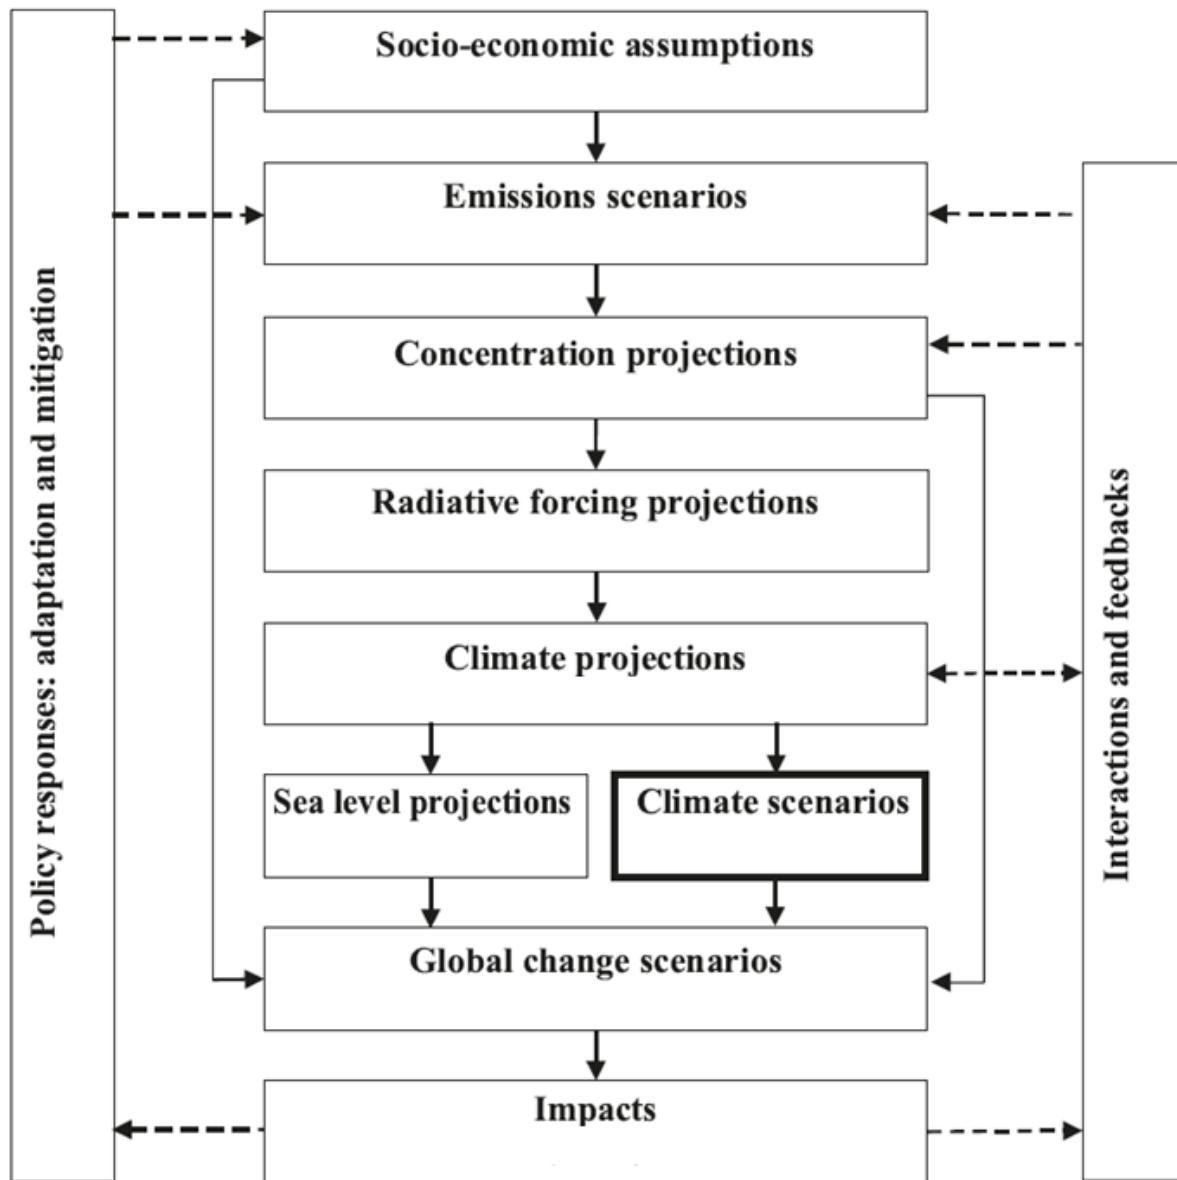 Socio-economic assumptions
Emissions scenarios
Concentration projections
Radiative forcing projections
Climate projections
Sea level projections
Climate scenarios
Global change scenarios
Impacts
Policy responses: adaptation and mitigation
Interactions and feedbacks